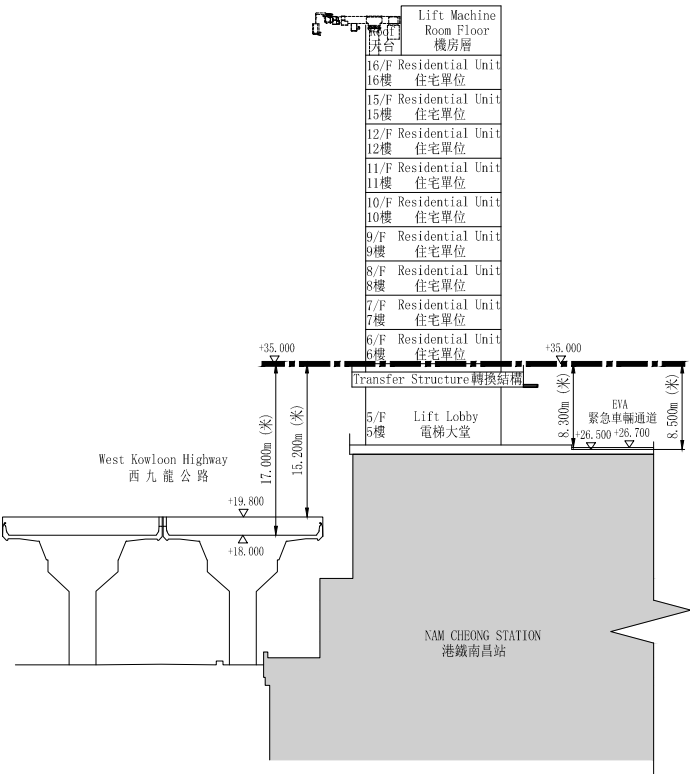 Lift Machine
Room Floor
機房層
Roof
天台
16/F Residential Unit
16樓 住宅單位
15/F Residential Unit
15樓 住宅單位
12/F Residential Unit
12樓 住宅單位
11/F Residential Unit
11樓 住宅單位
10/F Residential Unit
10樓 住宅單位
9/F Residential Unit
9樓 住宅單位
8/F Residential Unit
8樓 住宅單位
7/F Residential Unit
7樓 住宅單位
6/F Residential Unit
6樓 住宅單位
+35.000
+35.000
Transfer Structure 轉換結構
17.000m (米)
15.200m (米)
8.300m (米)
8.500m (米)
EVA
緊急車輛通道
+26.500
+26.700
5/F Lift Lobby
5樓 電梯大堂
West Kowloon Highway
西九龍公路
+19.800
+18.000
NAM CHEONG STATION
港鐵南昌站